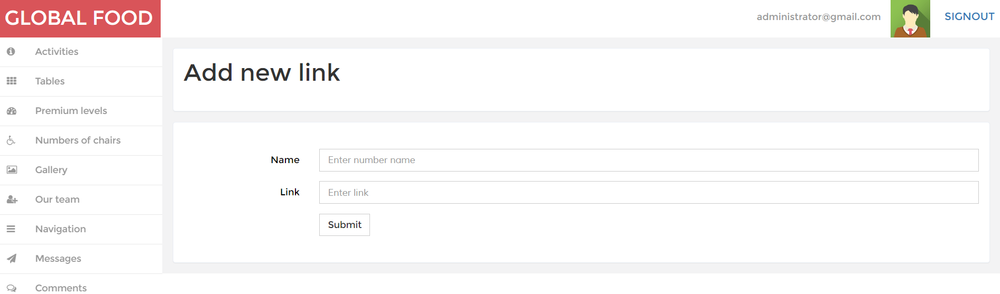 GLOBAL FOOD
administrator@gmail.com
SIGNOUT
Activities
Tables
Premium levels
Numbers of chairs
Gallery
Our team
Navigation
Messages
Comments
Add new link
Name
Enter number name
Link
Enter link
Submit